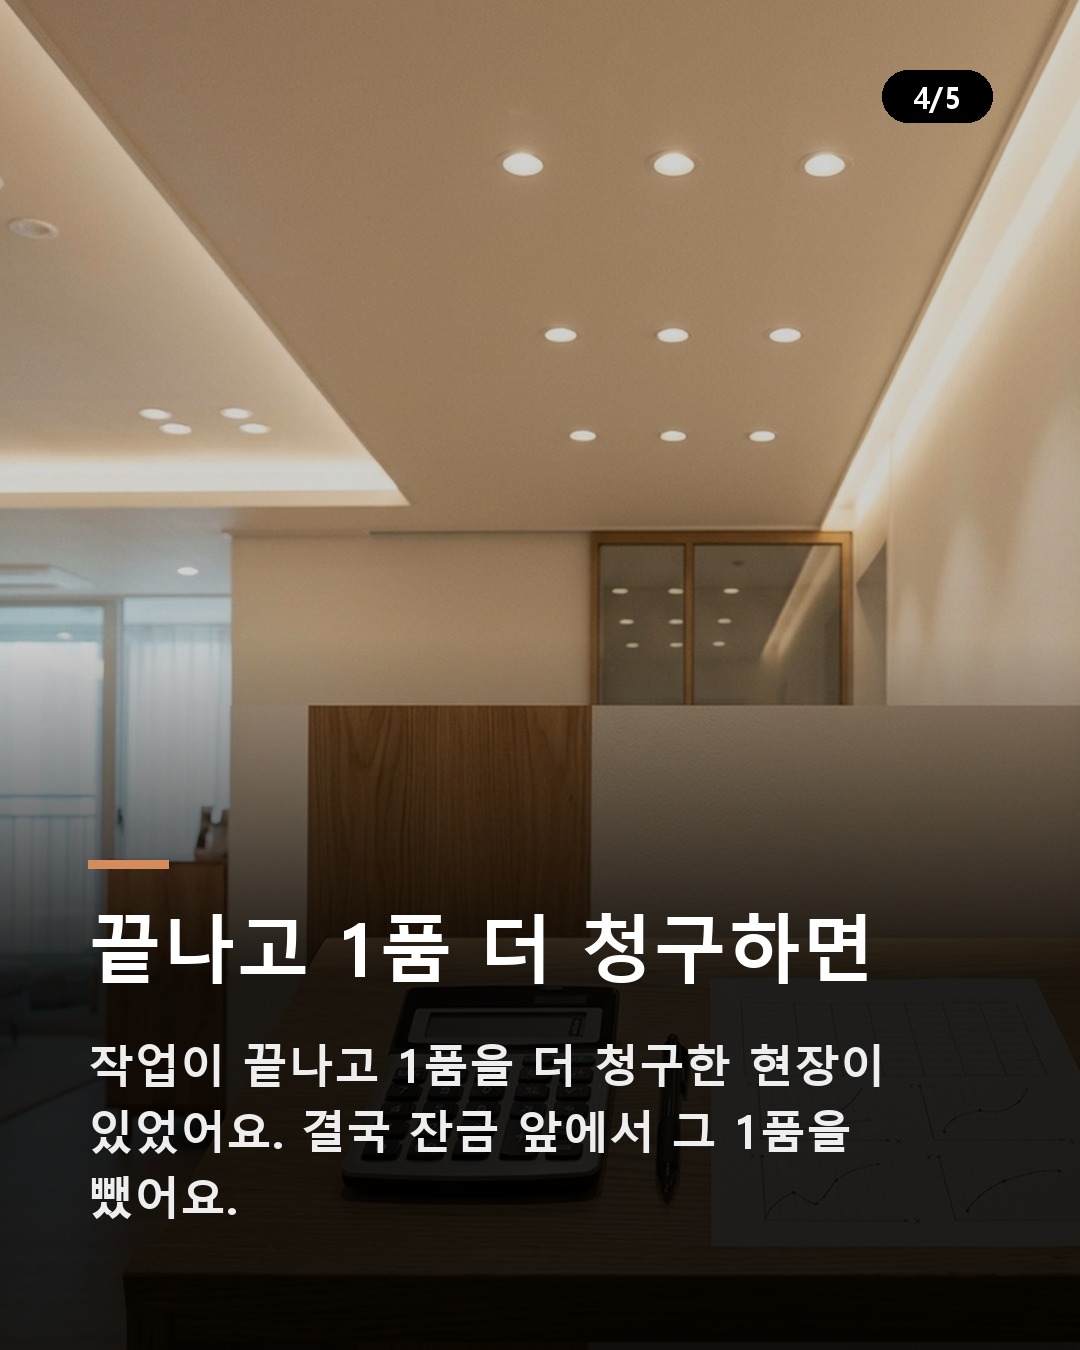 4/5
끝나고 1품 더 청구하면
작업이 끝나고 1품을 더 청구한 현장이
있었어요. 결국 잔금 앞에서 그 1품을
뺐어요.